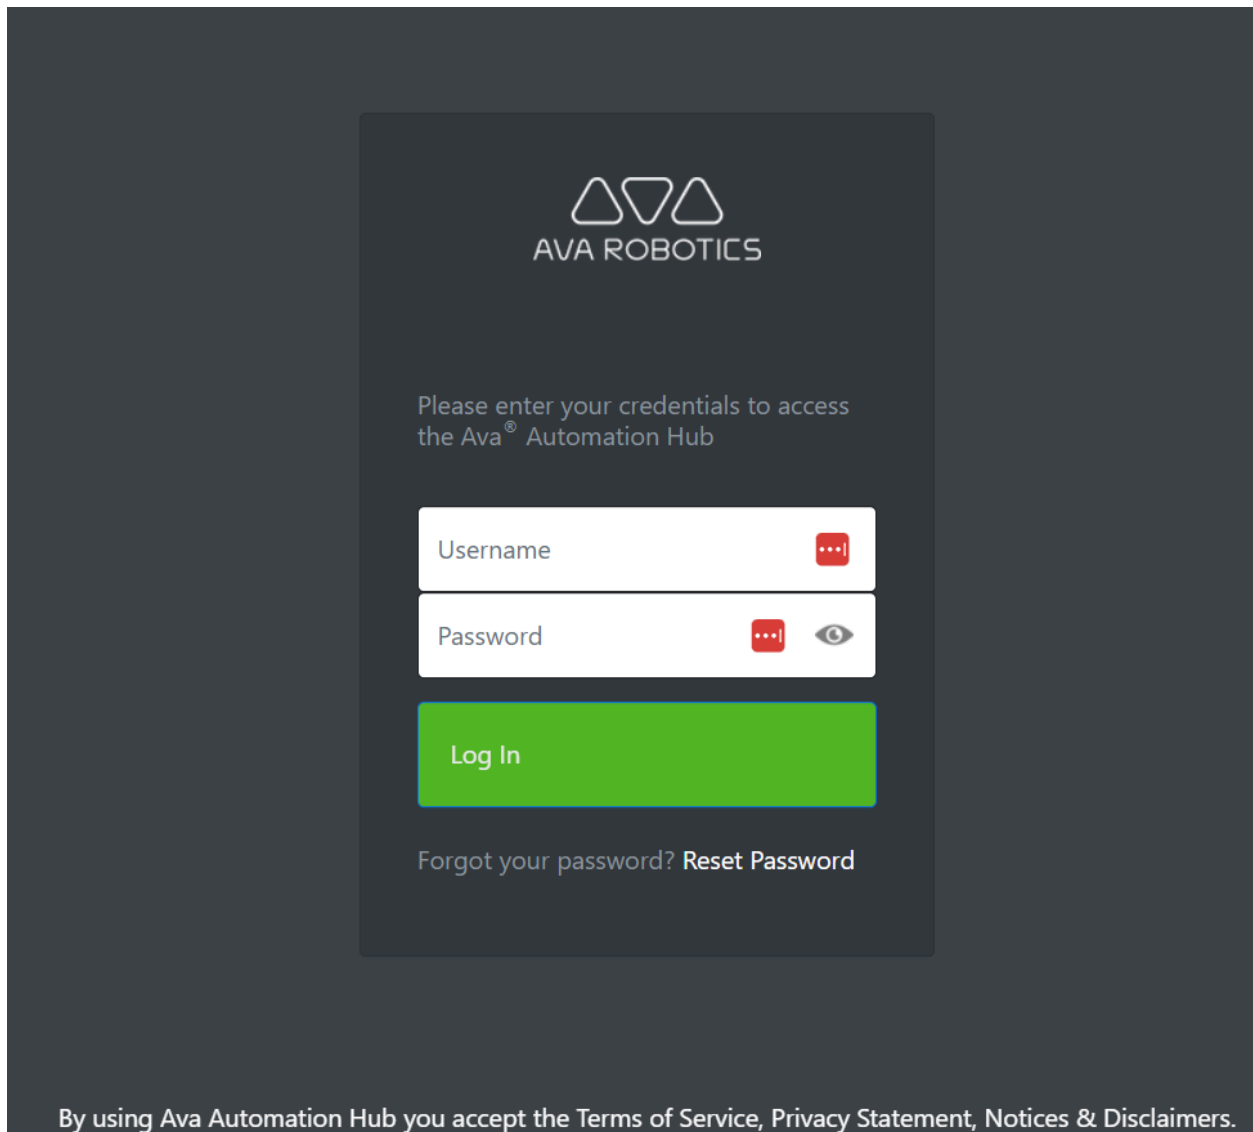 AVA ROBOTICS
Please enter your credentials to access
the Ava® Automation Hub
Username
Password
Log In
Forgot your password? Reset Password
By using Ava Automation Hub you accept the Terms of Service, Privacy Statement, Notices & Disclaimers.